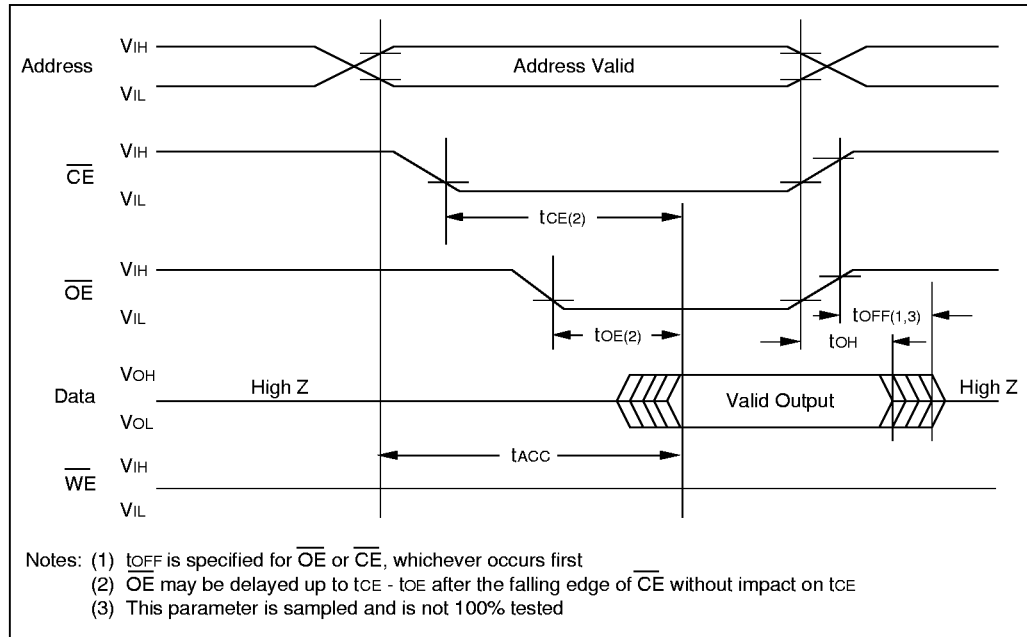 VIH
Address
Address Valid
VIL
VIH
CE
VIL
tCE(2)
VIH
OE
VIL
tOFF(1,3)
tOE(2)
tOH
VOH
High Z
High Z
Data
Valid Output
VOL
tACC
VIH
WE
VIL
Notes: (1) tOFF is specified for OE or CE, whichever occurs first
(2) OE may be delayed up to tCE - tOE after the falling edge of CE without impact on tCE
(3) This parameter is sampled and is not 100% tested